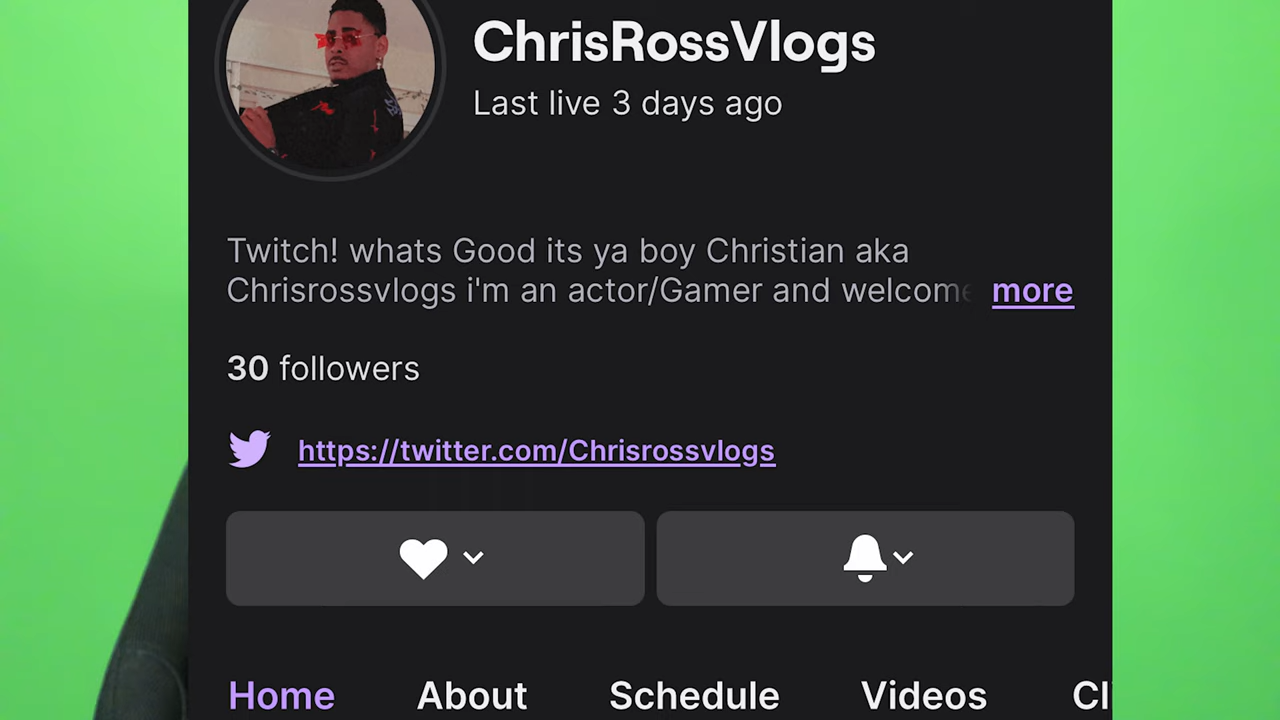 ChrisRossVlogs
Last live 3 days ago
Twitch! whats Good its ya boy Christian aka
Chrisrossvlogs i'm an actor/Gamer and welcome more
30 followers
https://twitter.com/Chrisrossvlogs
Home About Schedule Videos Cl